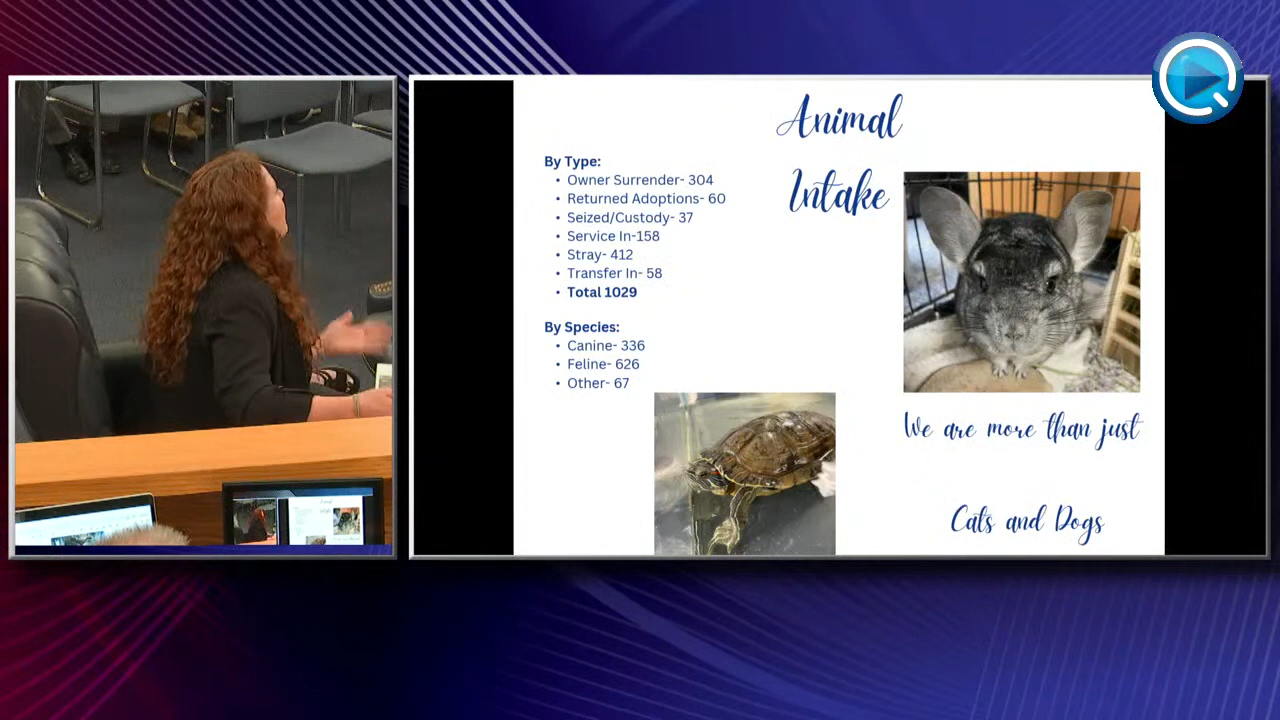 Animal
Intake
By Type:
• Owner Surrender- 304
• Returned Adoptions- 60
• Seized/Custody- 37
• Service In-158
• Stray- 412
• Transfer In- 58
• Total 1029
By Species:
• Canine- 336
• Feline- 626
• Other- 67
We are more than just
Cats and Dogs